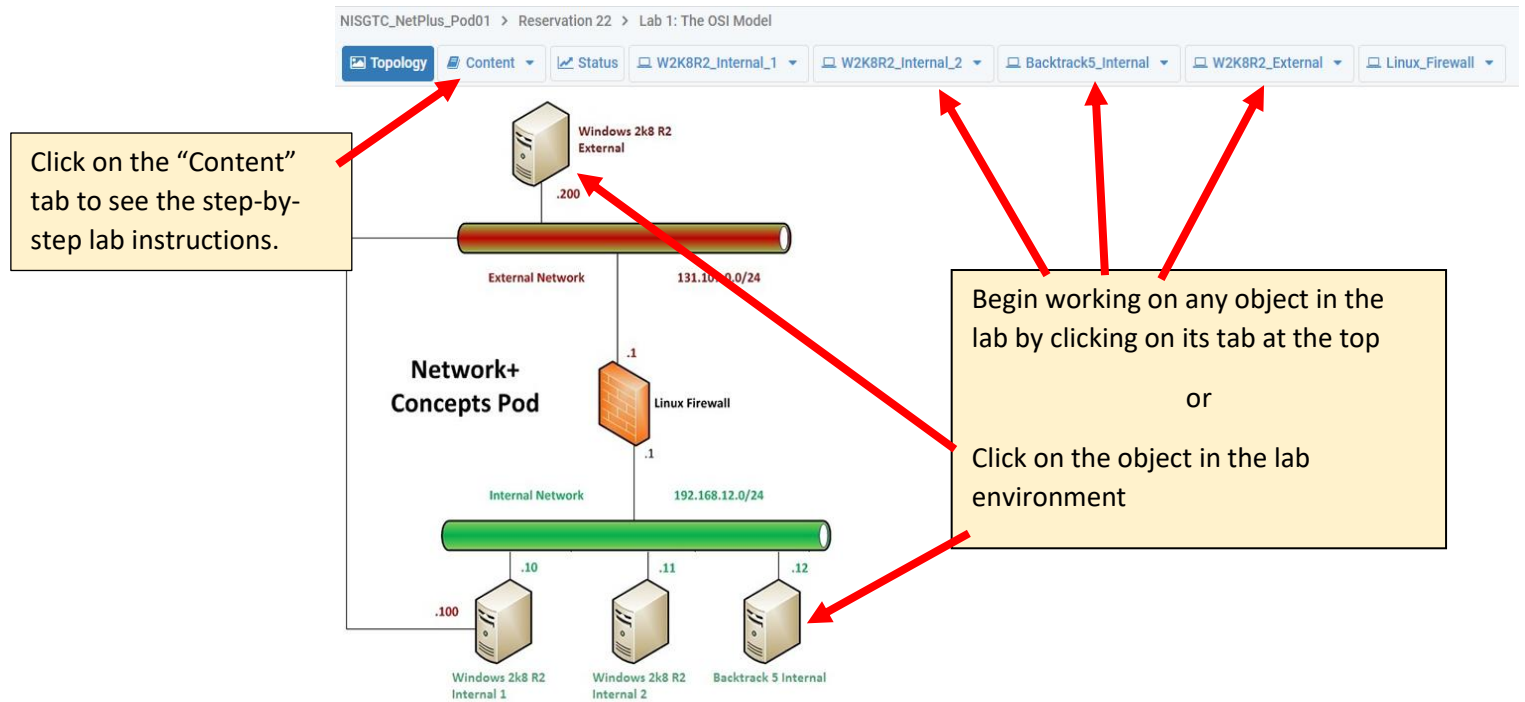 NISGTC_NetPlus_Pod01 > Reservation 22 > Lab 1: The OSI Model
Topology Content Status W2K8R2_Internal_1 W2K8R2_Internal_2 Backtrack5_Internal W2K8R2_External Linux_Firewall
Click on the “Content”
tab to see the step-by-
step lab instructions.
Windows 2k8 R2
External
.200
External Network
.0.0/24
Begin working on any object in the
lab by clicking on its tab at the top
or
Click on the object in the lab
environment
.1
Network+
Concepts Pod
Linux Firewall
.1
Internal Network
192.168.12.0/24
.10
.11
.12
.100
Windows 2k8 R2
Internal 1
Windows 2k8 R2
Internal 2
Backtrack 5 Internal